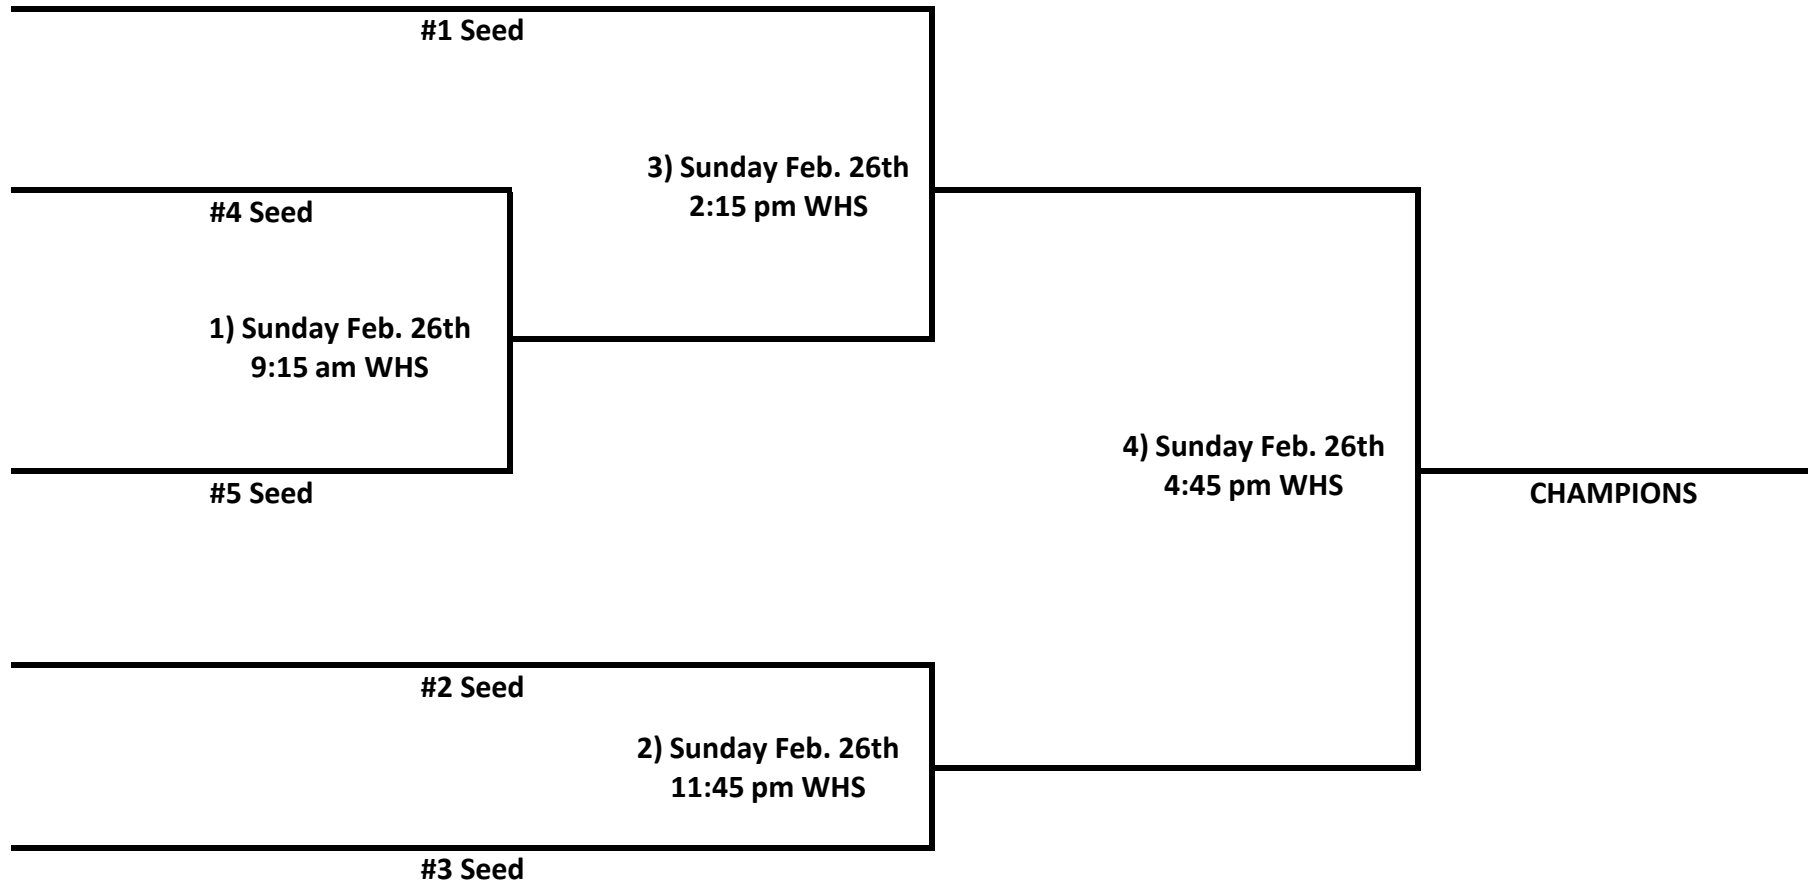 #1 Seed
3) Sunday Feb. 26th
2:15 pm WHS
#4 Seed
1) Sunday Feb. 26th
9:15 am WHS
4) Sunday Feb. 26th
4:45 pm WHS
#5 Seed
CHAMPIONS
#2 Seed
2) Sunday Feb. 26th
11:45 pm WHS
#3 Seed